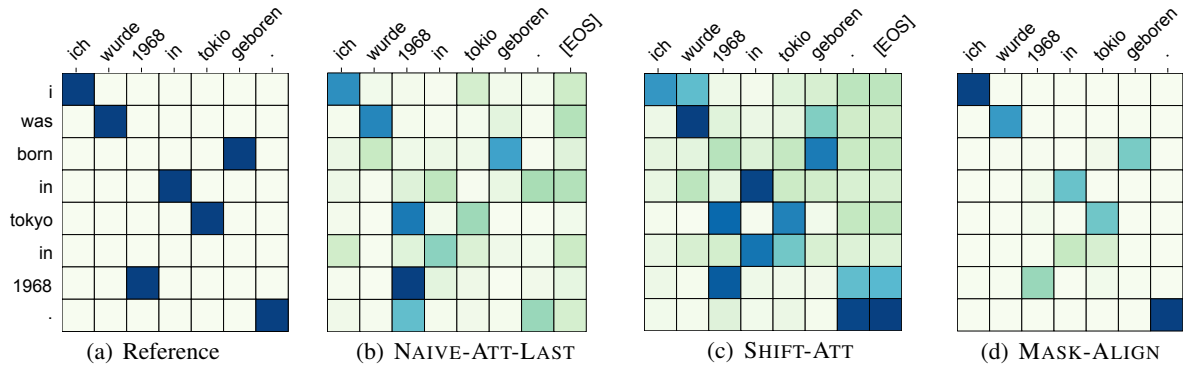 ich wurde 1968 in tokio geboren .
ich wurde 1968 in tokio geboren . [EOS]
ich wurde 1968 in tokio geboren . [EOS]
ich wurde 1968 in tokio geboren .
i
was
born
in
tokyo
in
1968
.
(a) Reference
(b) NAIVE-ATT-LAST
(c) SHIFT-ATT
(d) MASK-ALIGN